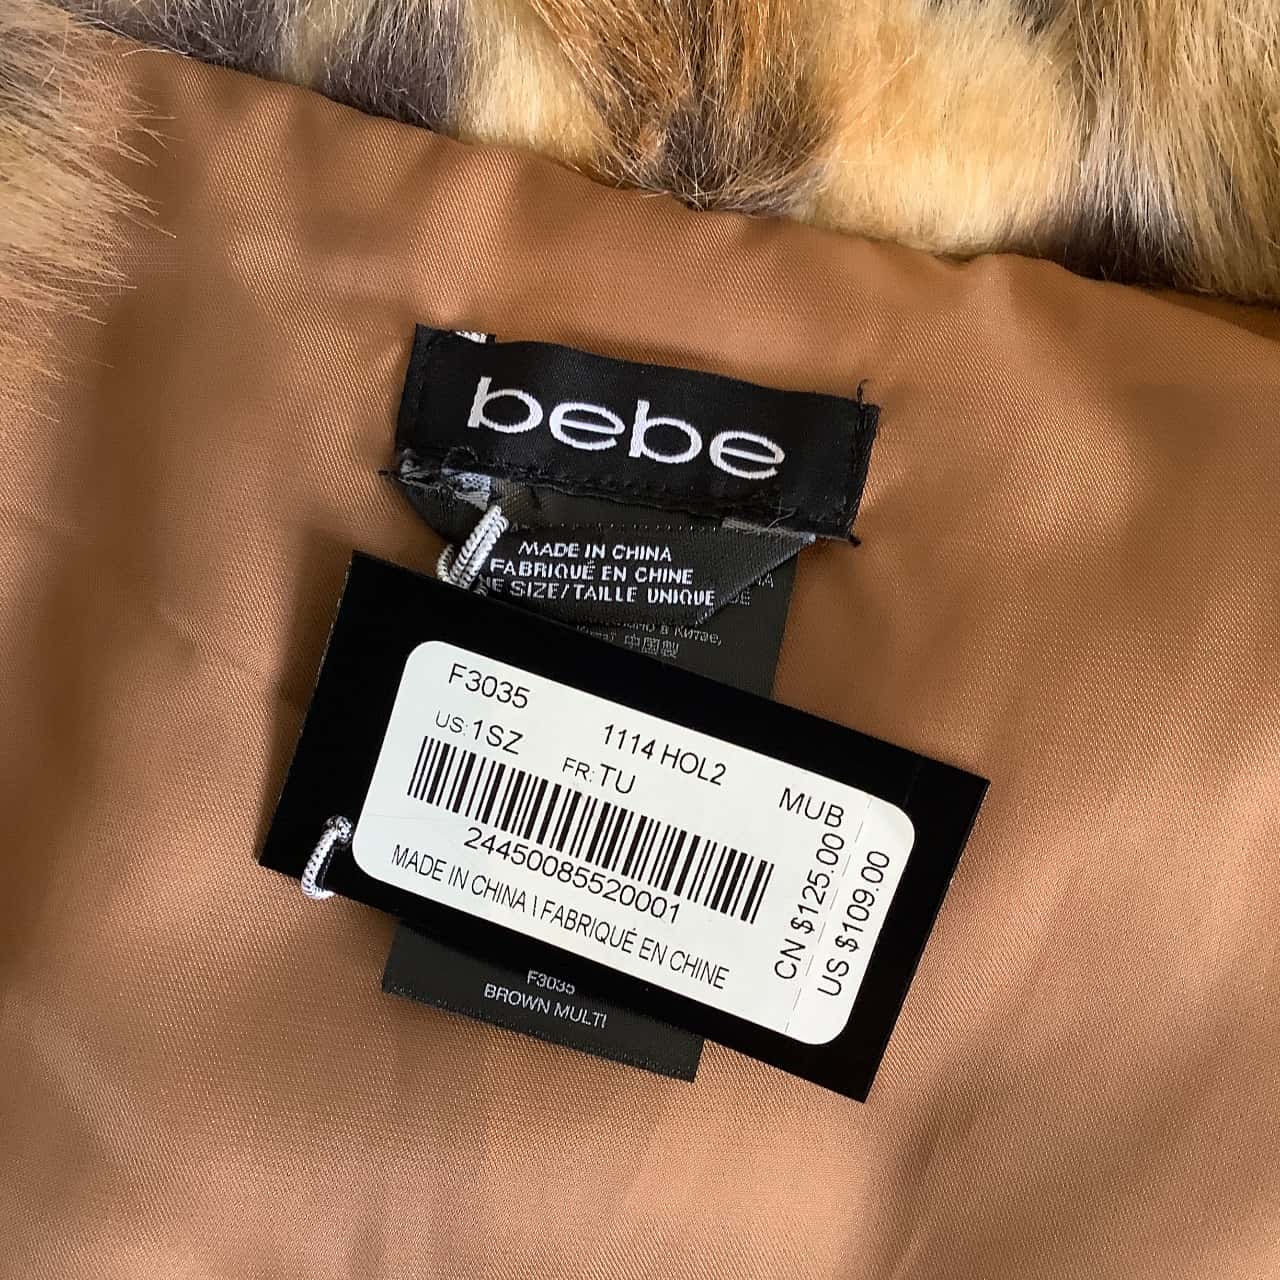 bebe
MADE IN CHINA
FABRIQUÉ EN CHINE
SIZE/TAILLE UNIQUE
в Китае,
F3035
1114 HOL2
MUB
US: 1SZ
FR: TU
24450085520001
MADE IN CHINA \ FABRIQUÉ EN CHINE
CN $125.00
US $109.00
F3035
BROWN MULTI